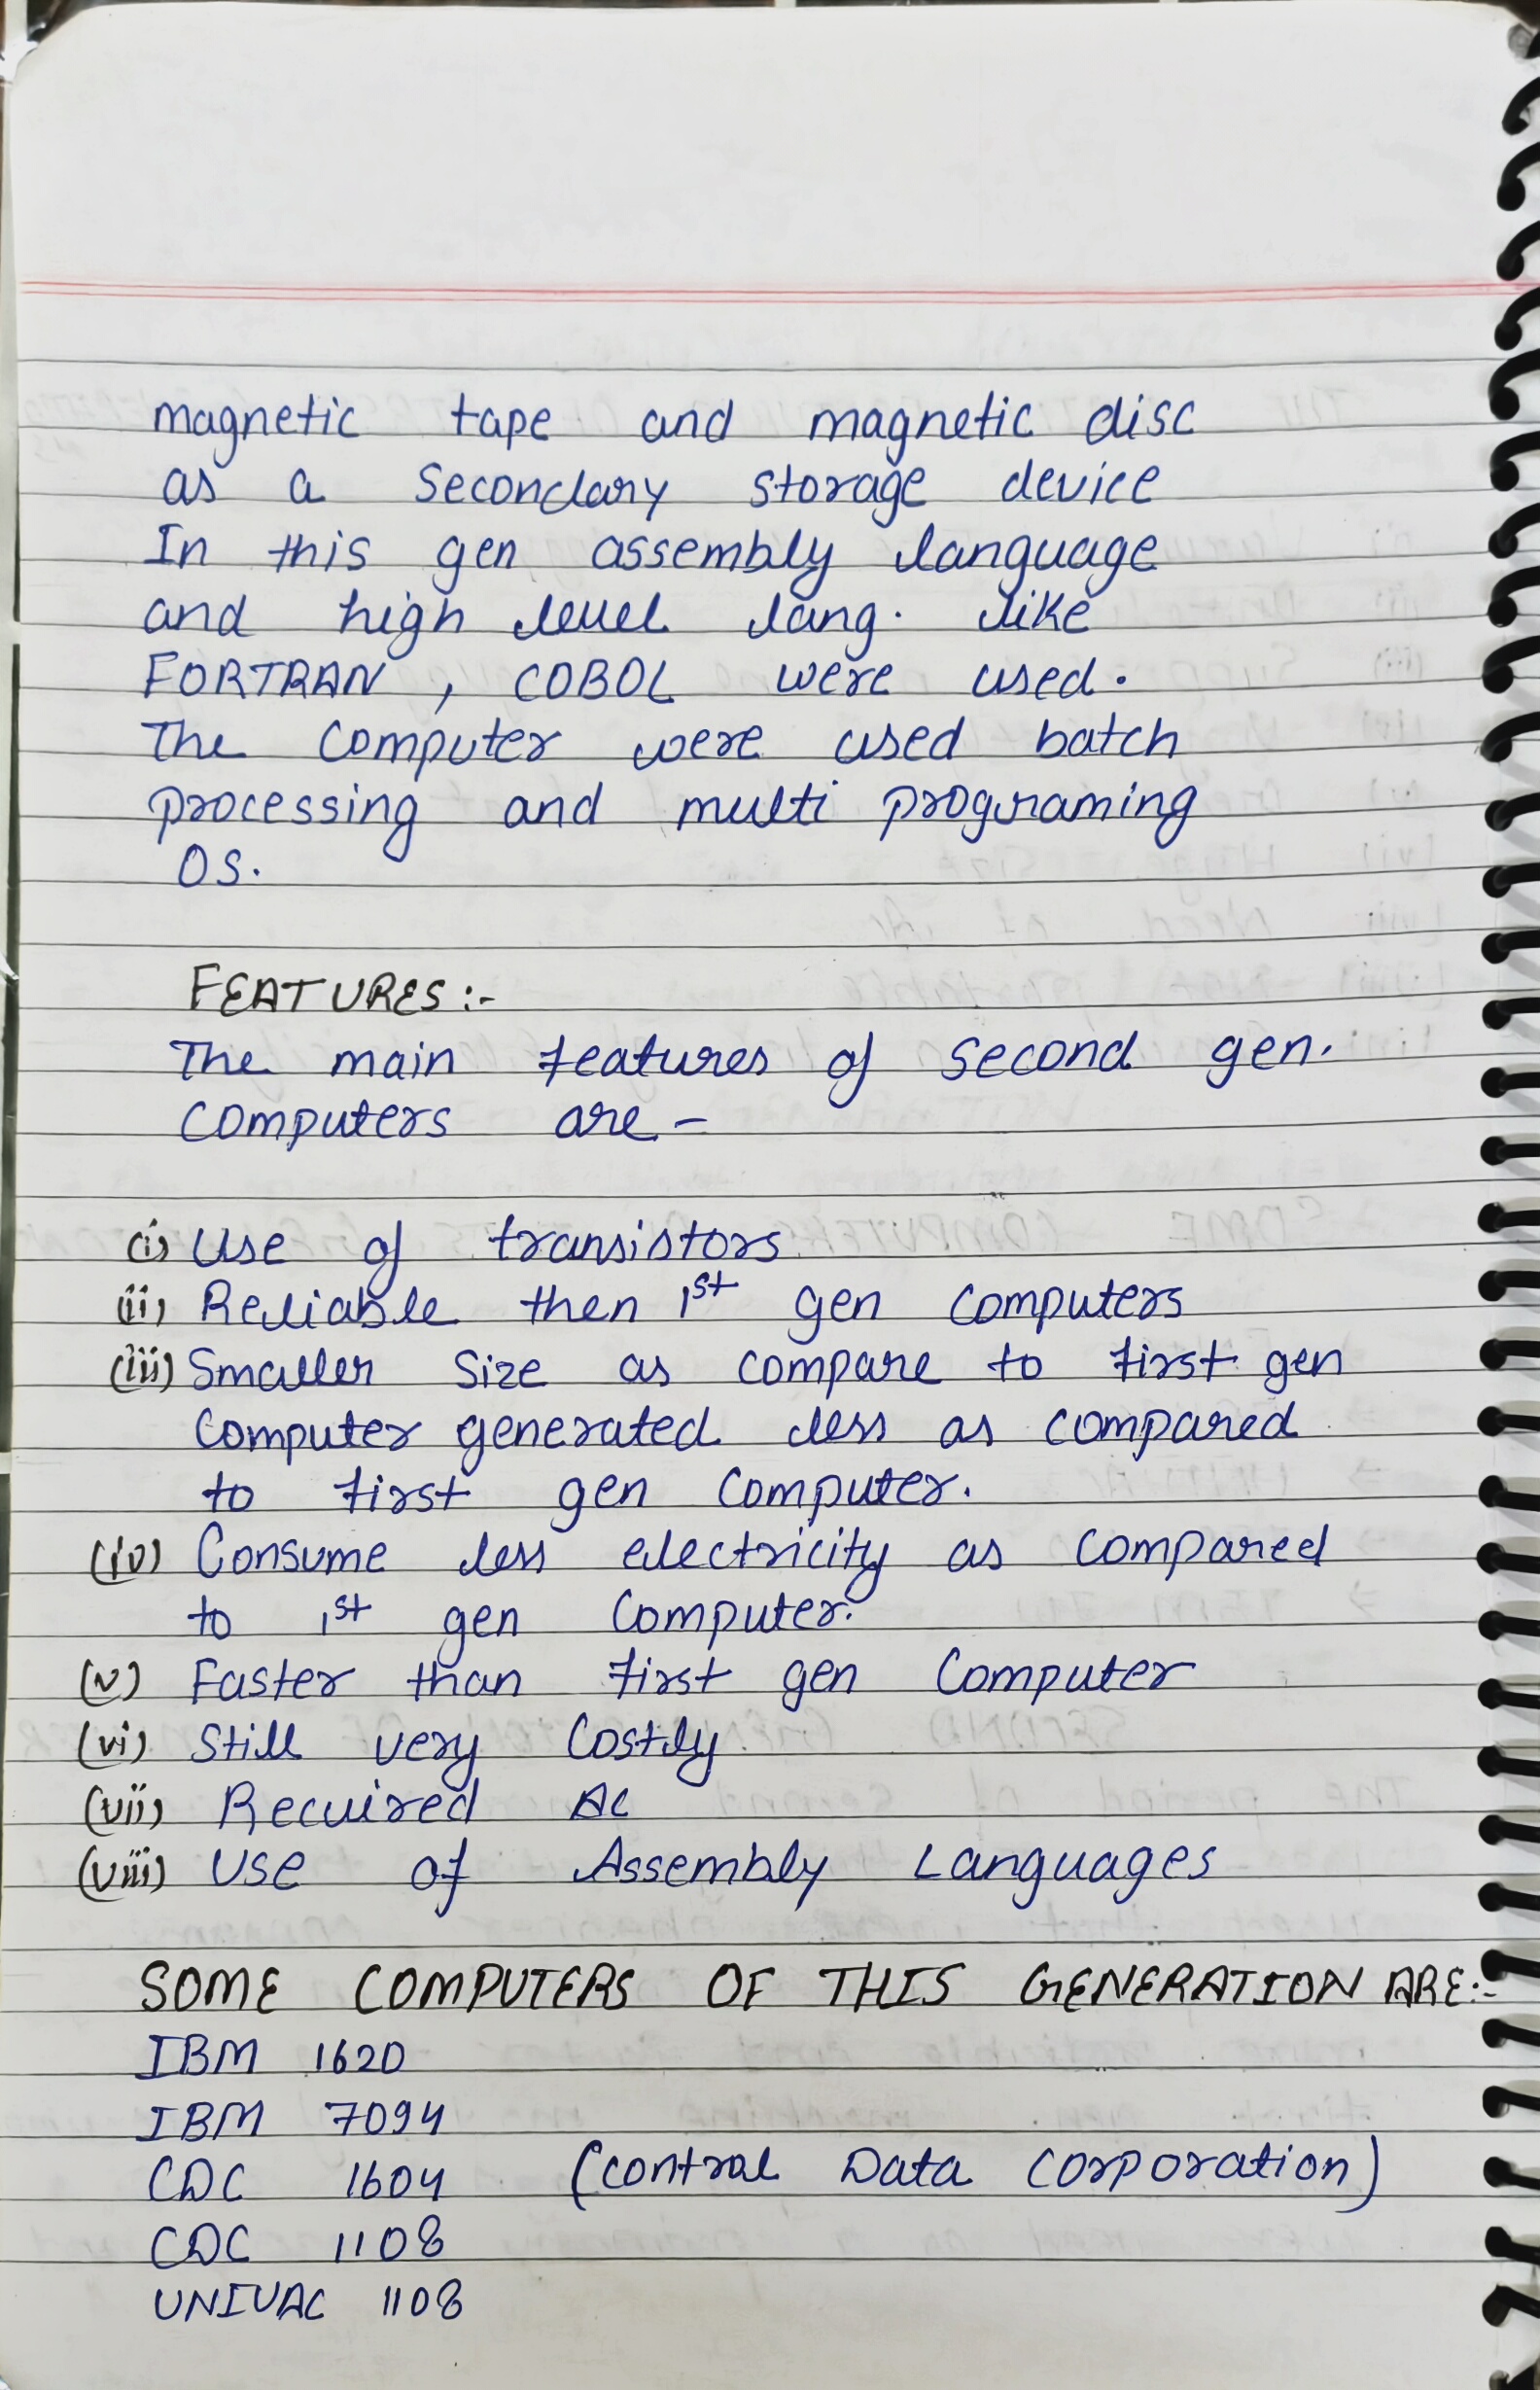 magnetic tape and magnetic disc
as a Secondary storage device
In this gen assembly language
and high level lang. like
FORTRAN, COBOL were used.
The Computer were used batch
processing and multi programing
OS.
FEATURES:-
The main features of Second gen.
Computers are -
(i) Use of transistors
(ii) Reliable then 1st gen Computers
(iii) Smaller Size as compare to first gen
Computer generated less as compared
to first gen Computer.
(iv) Consume less electricity as compared
to 1st gen Computer.
(v) Faster than first gen Computer
(vi) Still very Costly
(vii) Recuired AC
(viii) Use of Assembly Languages
SOME COMPUTERS OF THIS GENERATION ARE:-
IBM 1620
IBM 7094
CDC 1604 (Control Data Corporation)
CDC 1108
UNIVAC 1108